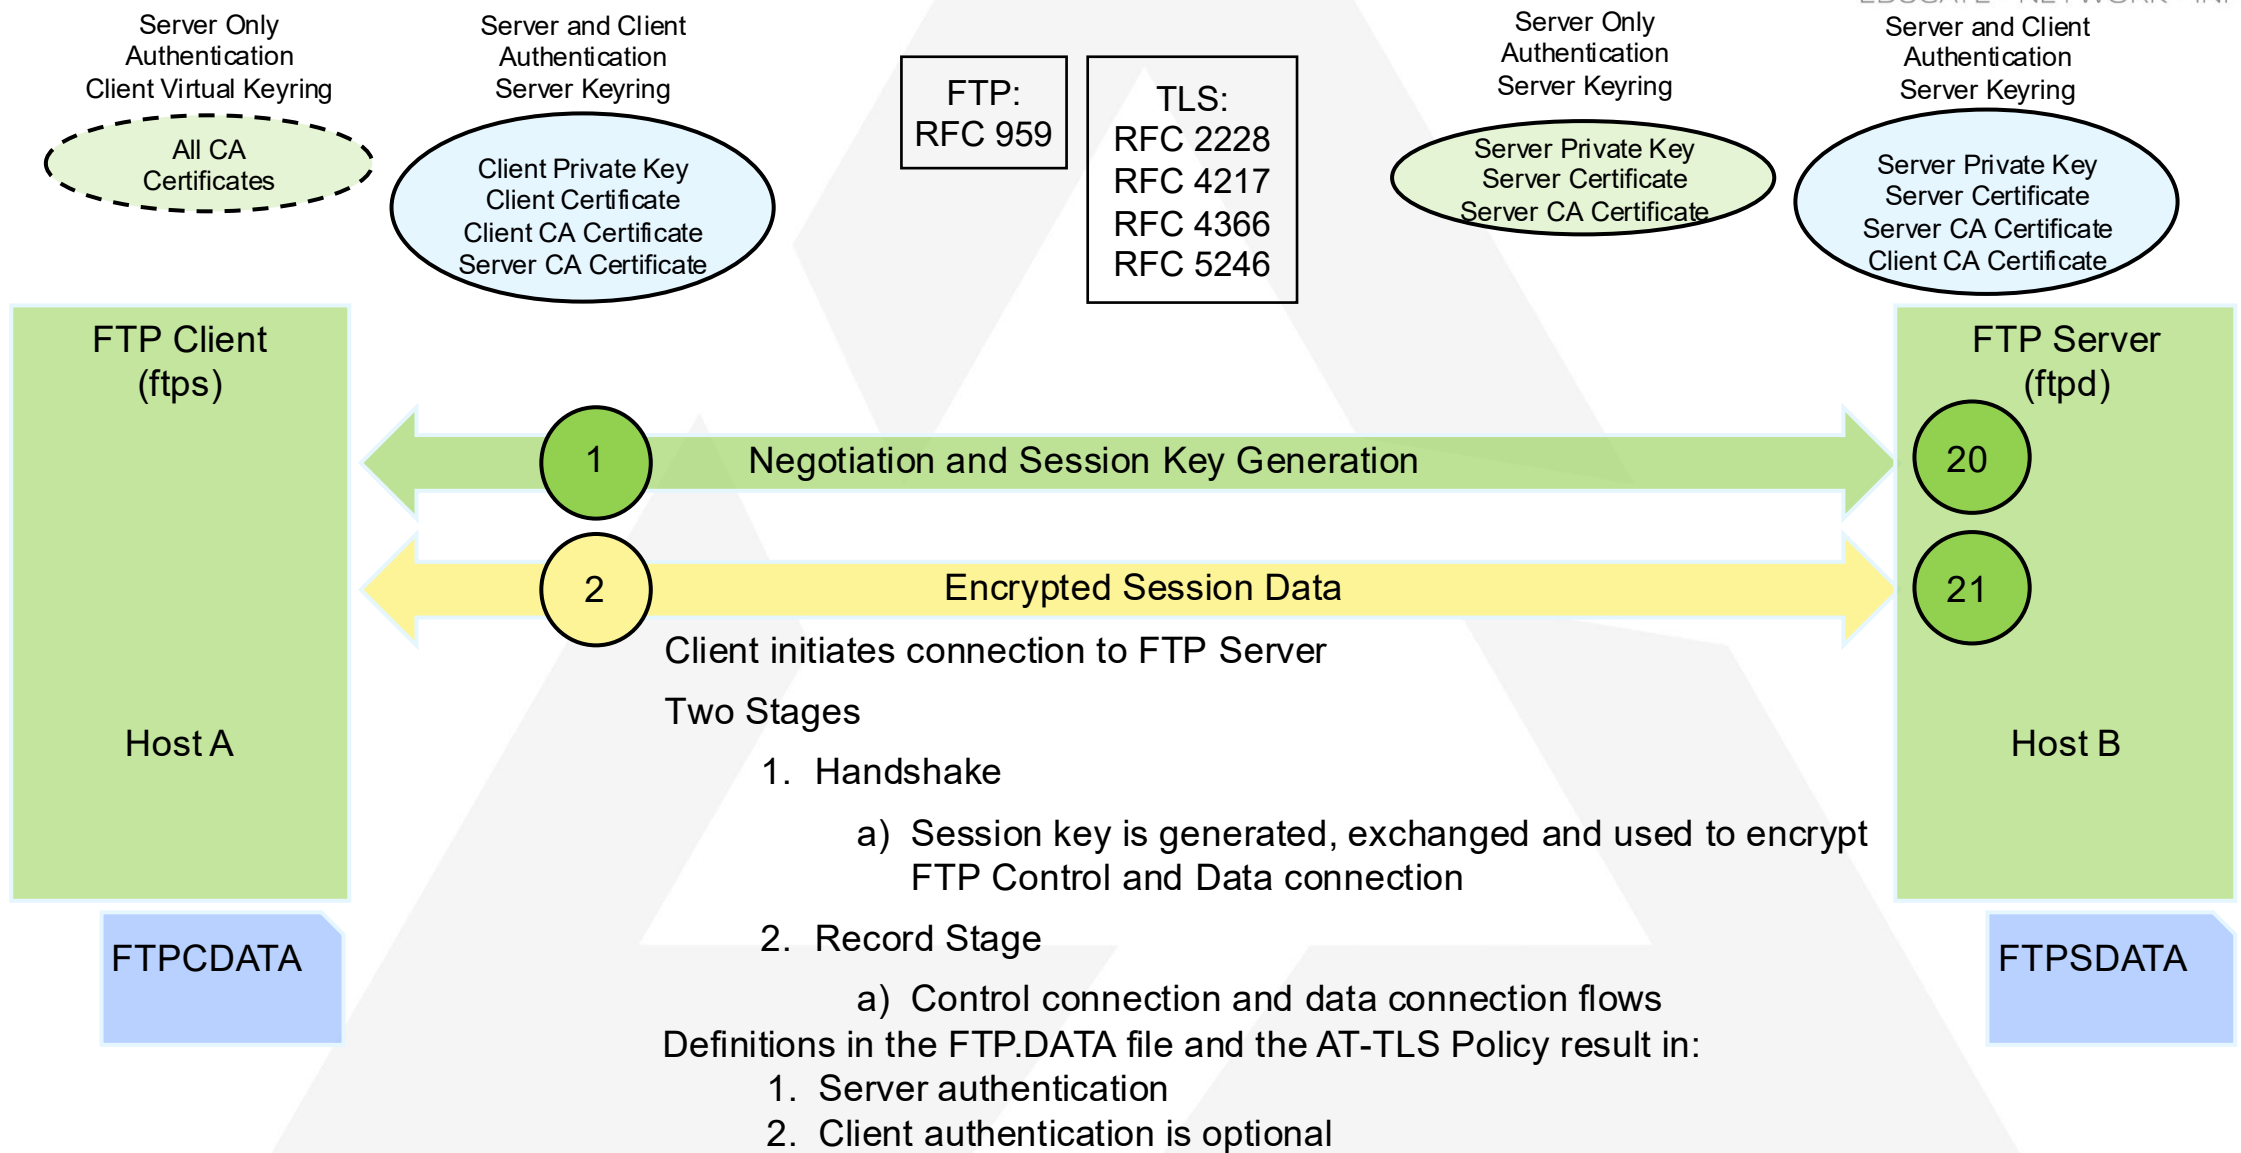 Server Only
Authentication
Client Virtual Keyring
All CA
Certificates
Server and Client
Authentication
Server Keyring
Client Private Key
Client Certificate
Client CA Certificate
Server CA Certificate
FTP:
RFC 959
TLS:
RFC 2228
RFC 4217
RFC 4366
RFC 5246
Server Only
Authentication
Server Keyring
Server Private Key
Server Certificate
Server CA Certificate
Server and Client
Authentication
Server Keyring
Server Private Key
Server Certificate
Server CA Certificate
Client CA Certificate
FTP Client
(ftps)
Host A
FTPCDATA
1
Negotiation and Session Key Generation
2
Encrypted Session Data
FTP Server
(ftpd)
20
21
Host B
FTPSDATA
Client initiates connection to FTP Server
Two Stages
1. Handshake
a) Session key is generated, exchanged and used to encrypt
FTP Control and Data connection
2. Record Stage
a) Control connection and data connection flows
Definitions in the FTP.DATA file and the AT-TLS Policy result in:
1. Server authentication
2. Client authentication is optional